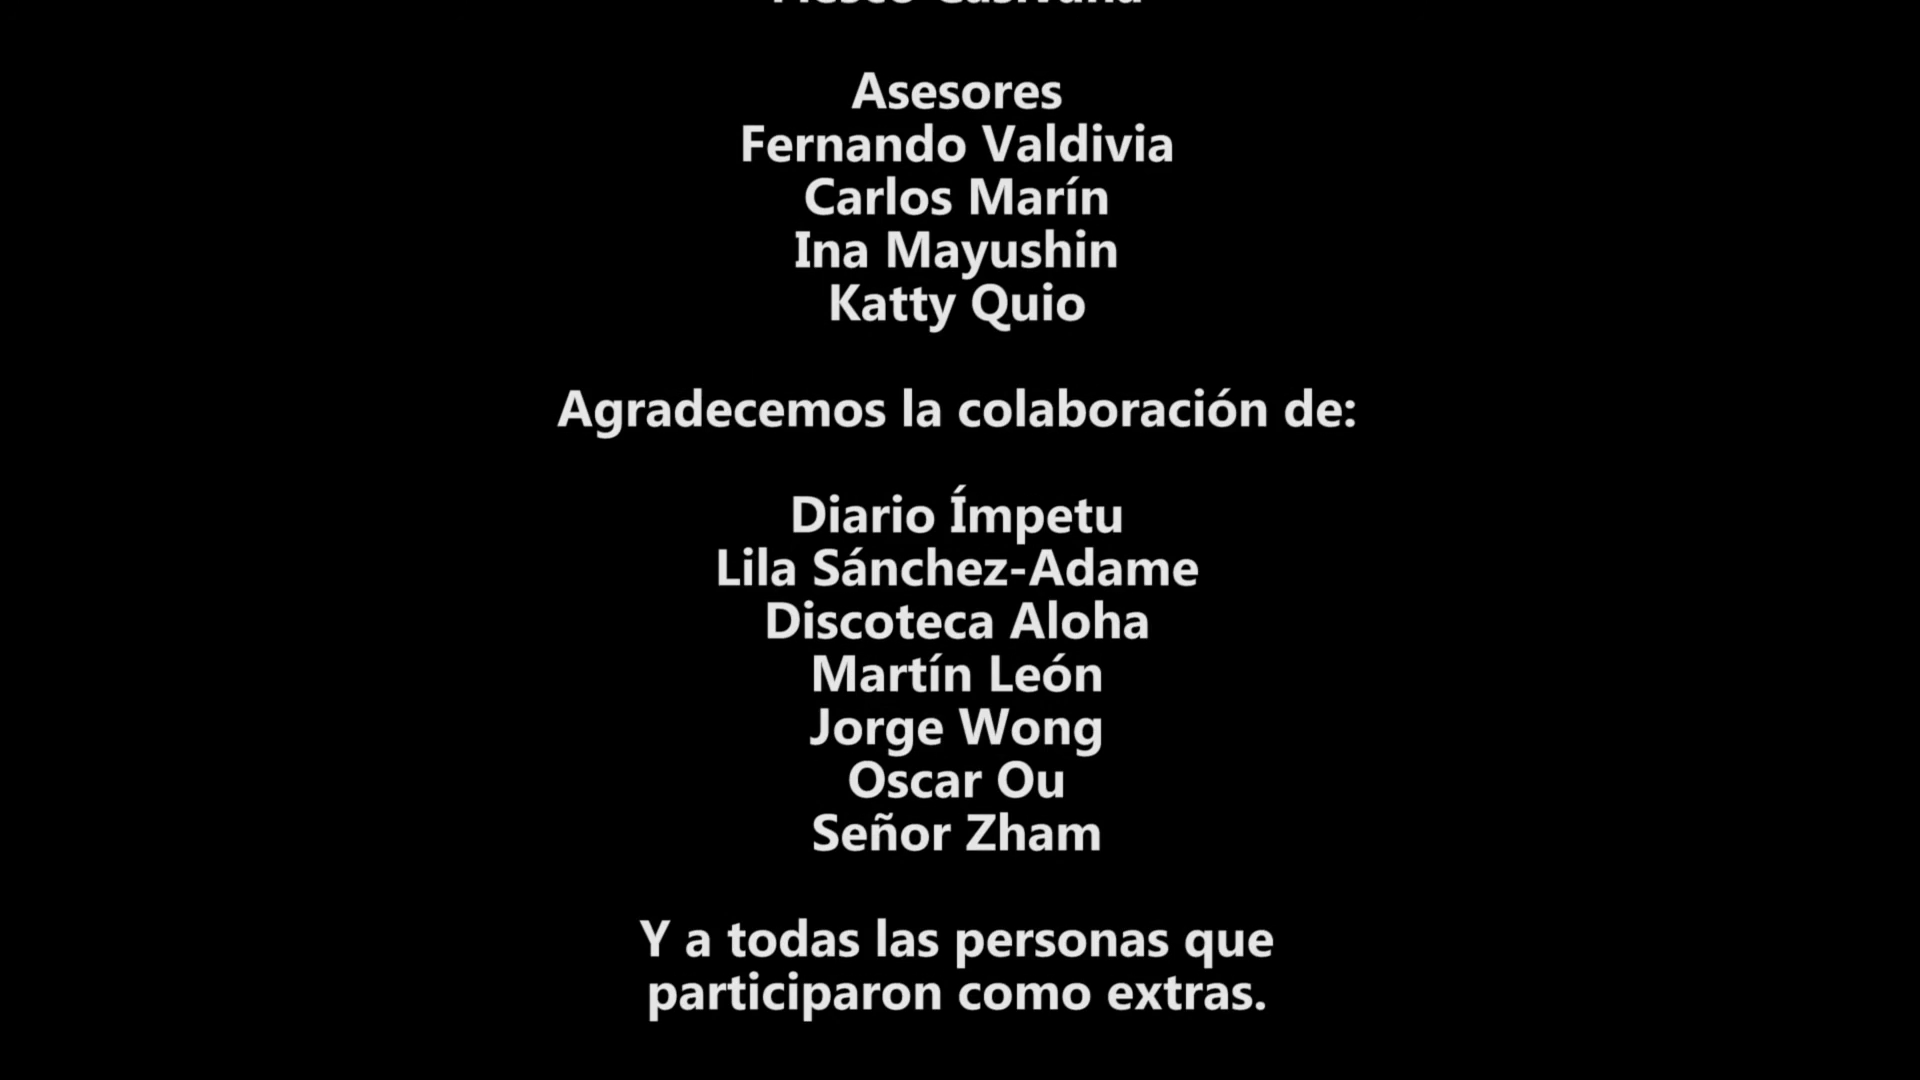 Asesores
Fernando Valdivia
Carlos Marín
Ina Mayushin
Katty Quio
Agradecemos la colaboración de:
Diario Ímpetu
Lila Sánchez-Adame
Discoteca Aloha
Martín León
Jorge Wong
Oscar Ou
Señor Zham
Y a todas las personas que
participaron como extras.